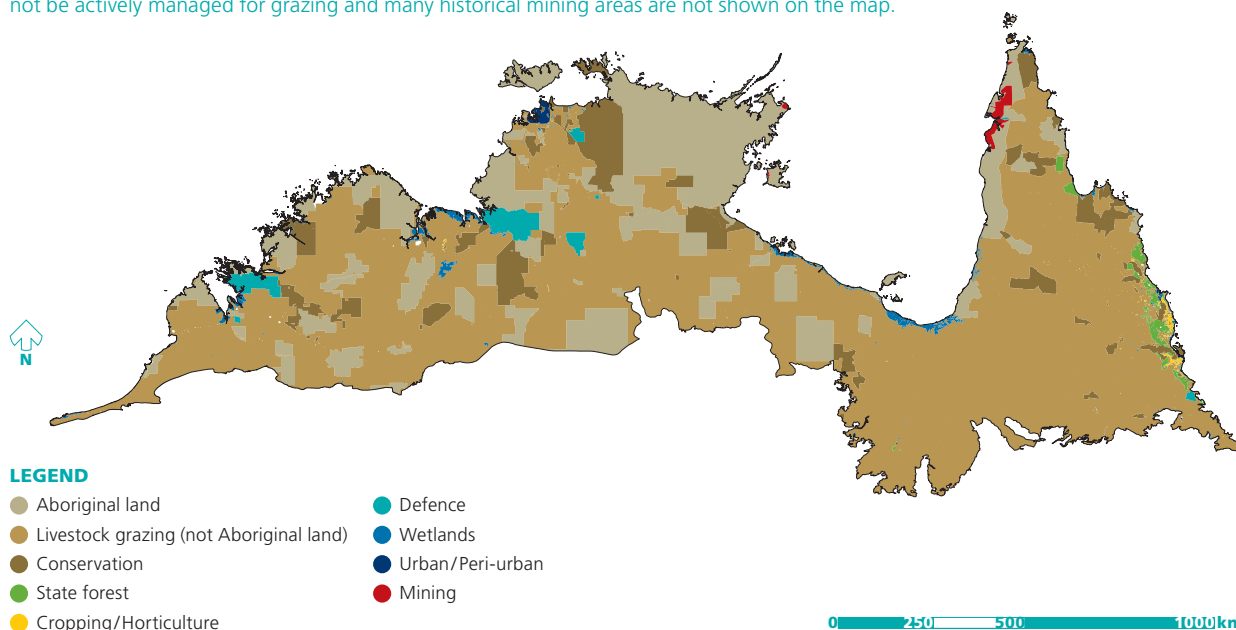 not be actively managed for grazing and many historical mining areas are not shown on the map.
N
LEGEND
Aboriginal land
Livestock grazing (not Aboriginal land)
Conservation
State forest
Cropping/Horticulture
Defence
Wetlands
Urban/Peri-urban
Mining
0 250 500 1000km